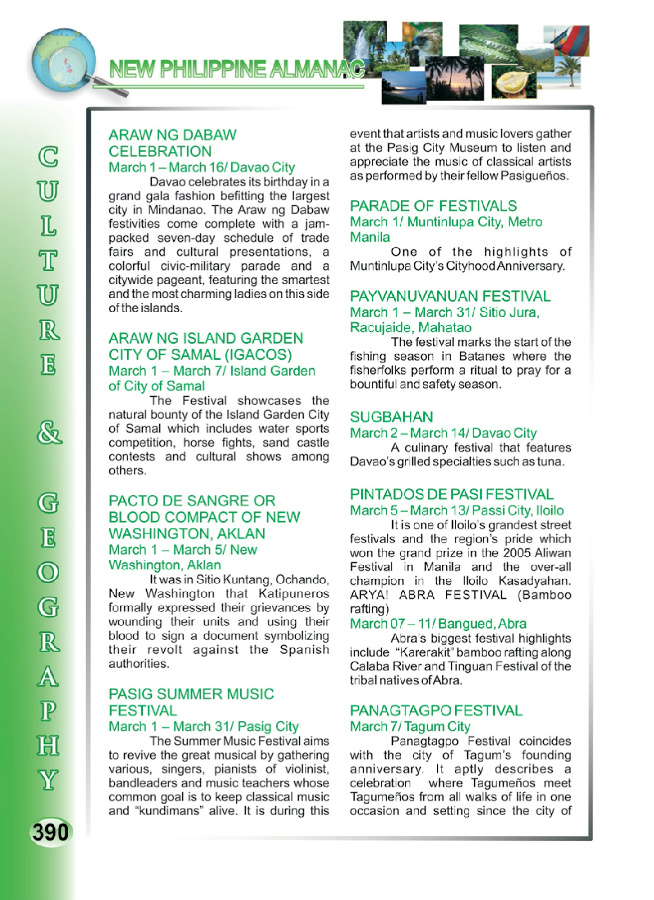 NEW PHILIPPINE ALMANAC
CULTURE & GEOGRAPHY
390
ARAW NG DABAW
CELEBRATION
March 1 – March 16/ Davao City
Davao celebrates its birthday in a
grand gala fashion befitting the largest
city in Mindanao. The Araw ng Dabaw
festivities come complete with a jam-
packed seven-day schedule of trade
fairs and cultural presentations, a
colorful civic-military parade and a
citywide pageant, featuring the smartest
and the most charming ladies on this side
of the islands.
ARAW NG ISLAND GARDEN
CITY OF SAMAL (IGACOS)
March 1 – March 7/ Island Garden
of City of Samal
The Festival showcases the
natural bounty of the Island Garden City
of Samal which includes water sports
competition, horse fights, sand castle
contests and cultural shows among
others.
PACTO DE SANGRE OR
BLOOD COMPACT OF NEW
WASHINGTON, AKLAN
March 1 – March 5/ New
Washington, Aklan
It was in Sitio Kuntang, Ochando,
New Washington that Katipuneros
formally expressed their grievances by
wounding their units and using their
blood to sign a document symbolizing
their revolt against the Spanish
authorities.
PASIG SUMMER MUSIC
FESTIVAL
March 1 – March 31/ Pasig City
The Summer Music Festival aims
to revive the great musical by gathering
various, singers, pianists of violinist,
bandleaders and music teachers whose
common goal is to keep classical music
and “kundimans” alive. It is during this
event that artists and music lovers gather
at the Pasig City Museum to listen and
appreciate the music of classical artists
as performed by their fellow Pasigueños.
PARADE OF FESTIVALS
March 1/ Muntinlupa City, Metro
Manila
One of the highlights of
Muntinlupa City's Cityhood Anniversary.
PAYVANUVANUAN FESTIVAL
March 1 – March 31/ Sitio Jura,
Racujaide, Mahatao
The festival marks the start of the
fishing season in Batanes where the
fisherfolks perform a ritual to pray for a
bountiful and safety season.
SUGBAHAN
March 2 – March 14/ Davao City
A culinary festival that features
Davao's grilled specialties such as tuna.
PINTADOS DE PASI FESTIVAL
March 5 – March 13/ Passi City, Iloilo
It is one of Iloilo's grandest street
festivals and the region's pride which
won the grand prize in the 2005 Aliwan
Festival in Manila and the over-all
champion in the Iloilo Kasadyahan.
ARYA! ABRA FESTIVAL (Bamboo
rafting)
March 07 – 11/ Bangued, Abra
Abra's biggest festival highlights
include “Karerakit” bamboo rafting along
Calaba River and Tinguan Festival of the
tribal natives of Abra.
PANAGTAGPO FESTIVAL
March 7/ Tagum City
Panagtagpo Festival coincides
with the city of Tagum's founding
anniversary. It aptly describes a
celebration where Tagumeños meet
Tagumeños from all walks of life in one
occasion and setting since the city of